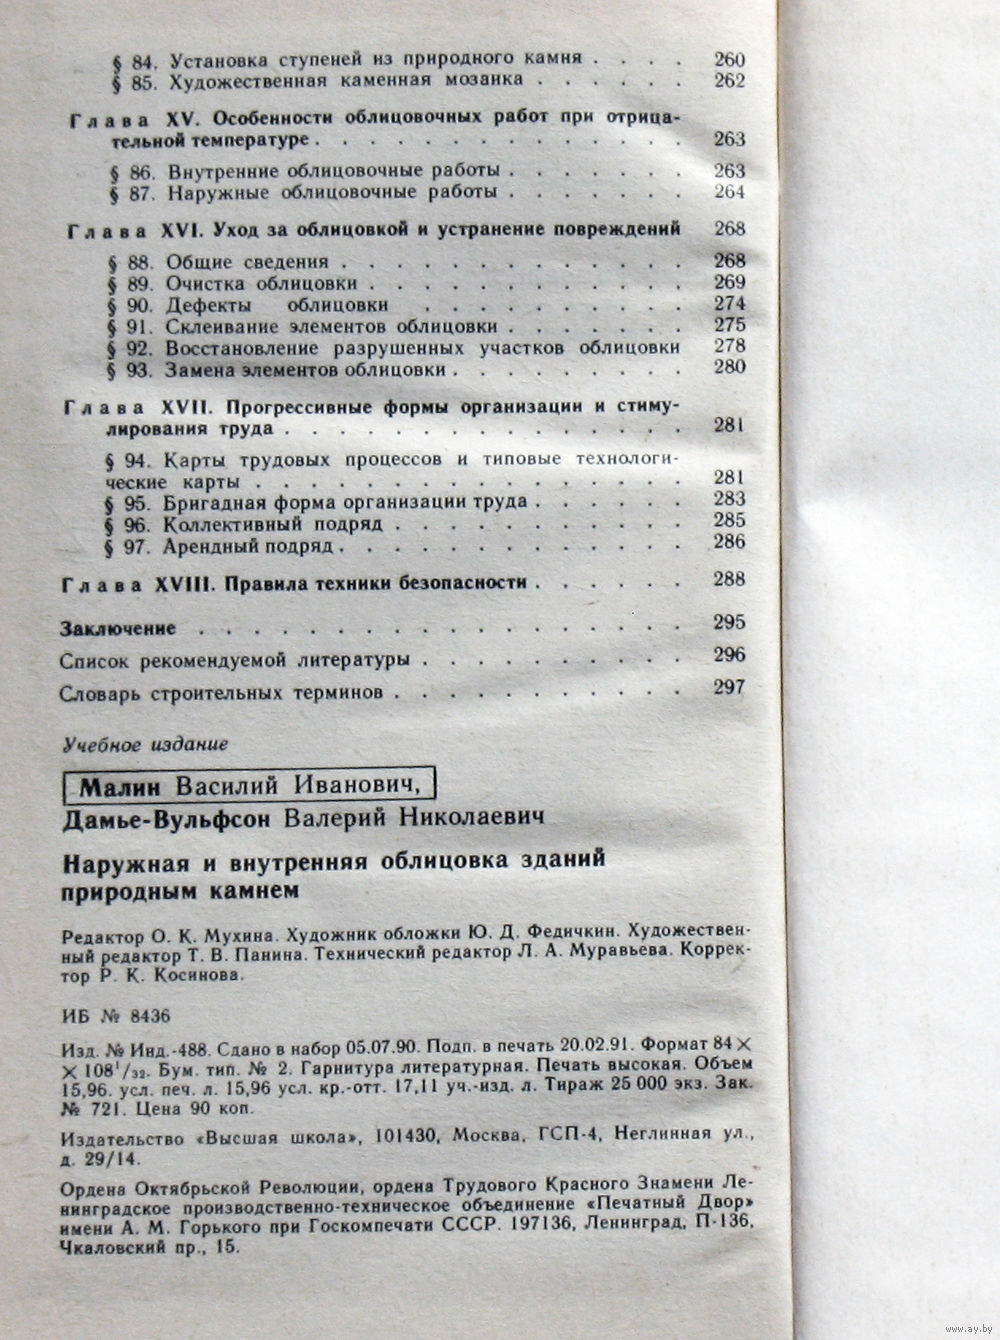 § 84. Установка ступеней из природного камня . . . . 260
§ 85. Художественная каменная мозаика . . . . . . 262
Глава XV. Особенности облицовочных работ при отрица-
тельной температуре . . . . . . . . . . . . . . 263
§ 86. Внутренние облицовочные работы . . . . . . . 263
§ 87. Наружные облицовочные работы . . . . . . . 264
Глава XVI. Уход за облицовкой и устранение повреждений 268
§ 88. Общие сведения . . . . . . . . . . . . . 268
§ 89. Очистка облицовки . . . . . . . . . . . . 269
§ 90. Дефекты облицовки . . . . . . . . . . 274
§ 91. Склеивание элементов облицовки . . . . . . . 275
§ 92. Восстановление разрушенных участков облицовки 278
§ 93. Замена элементов облицовки . . . . . . . . . 280
Глава XVII. Прогрессивные формы организации и стиму-
лирования труда . . . . . . . . . . . . . . . 281
§ 94. Карты трудовых процессов и типовые технологи-
ческие карты . . . . . . . . . . . . . . . . 281
§ 95. Бригадная форма организации труда . . . . . . 283
§ 96. Коллективный подряд . . . . . . . . . . . 285
§ 97. Арендный подряд . . . . . . . . . . . . . 286
Глава XVIII. Правила техники безопасности . . . . . . 288
Заключение . . . . . . . . . . . . . . . . . . 295
Список рекомендуемой литературы . . . . . . . . . . 296
Словарь строительных терминов . . . . . . . . . . . 297
Учебное издание
Малин Василий Иванович,
Дамье-Вульфсон Валерий Николаевич
Наружная и внутренняя облицовка зданий
природным камнем
Редактор О. К. Мухина. Художник обложки Ю. Д. Федичкин. Художествен-
ный редактор Т. В. Панина. Технический редактор Л. А. Муравьева. Коррек-
тор Р. К. Косинова.
ИБ № 8436
Изд. № Инд.-488. Сдано в набор 05.07.90. Подп. в печать 20.02.91. Формат 84 ×
× 108¹/₃₂. Бум. тип. № 2. Гарнитура литературная. Печать высокая. Объем
15,96. усл. печ. л. 15,96 усл. кр.-отт. 17,11 уч.-изд. л. Тираж 25 000 экз. Зак.
№ 721. Цена 90 коп.
Издательство «Высшая школа», 101430, Москва, ГСП-4, Неглинная ул.,
д. 29/14.
Ордена Октябрьской Революции, ордена Трудового Красного Знамени Ле-
нинградское производственно-техническое объединение «Печатный Двор»
имени А. М. Горького при Госкомпечати СССР. 197136, Ленинград, П-136,
Чкаловский пр., 15.
www.ay.by